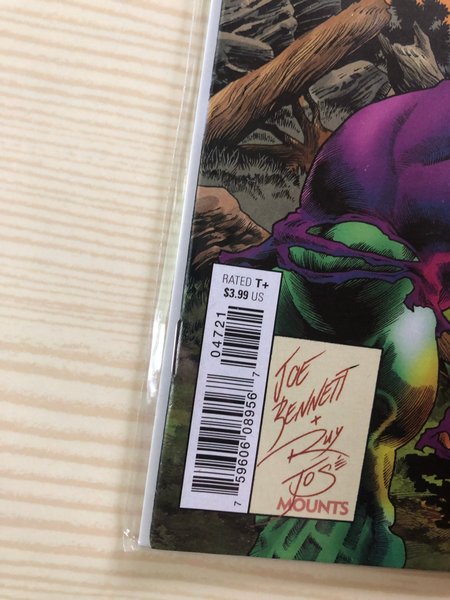 RATED T+
$3.99 US
04721
7 59606 08956 7
JOE
BENNETT
+
RUY
JOSÉ
MOUNTS